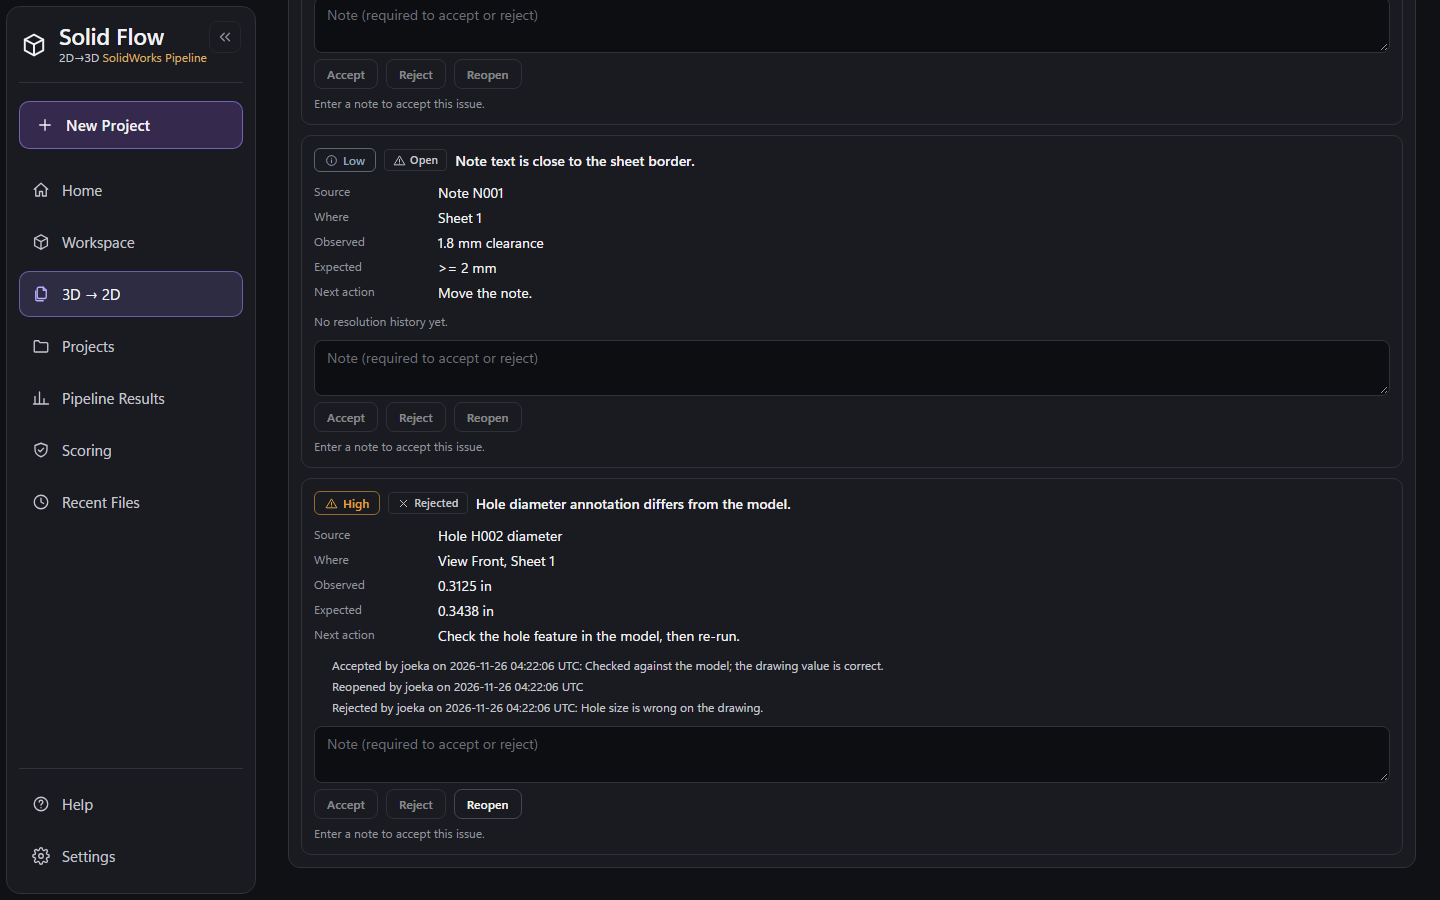 Solid Flow
2D→3D SolidWorks Pipeline
New Project
Home
Workspace
3D → 2D
Projects
Pipeline Results
Scoring
Recent Files
Help
Settings
Note (required to accept or reject)
Accept Reject Reopen
Enter a note to accept this issue.
Low Open Note text is close to the sheet border.
Source Note N001
Where Sheet 1
Observed 1.8 mm clearance
Expected >= 2 mm
Next action Move the note.
No resolution history yet.
Note (required to accept or reject)
Accept Reject Reopen
Enter a note to accept this issue.
High Rejected Hole diameter annotation differs from the model.
Source Hole H002 diameter
Where View Front, Sheet 1
Observed 0.3125 in
Expected 0.3438 in
Next action Check the hole feature in the model, then re-run.
Accepted by joeka on 2026-11-26 04:22:06 UTC: Checked against the model; the drawing value is correct.
Reopened by joeka on 2026-11-26 04:22:06 UTC
Rejected by joeka on 2026-11-26 04:22:06 UTC: Hole size is wrong on the drawing.
Note (required to accept or reject)
Accept Reject Reopen
Enter a note to accept this issue.